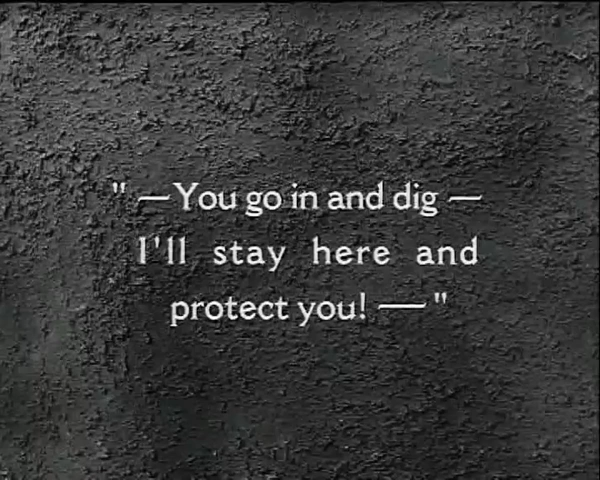 " — You go in and dig —
I'll stay here and
protect you! — "